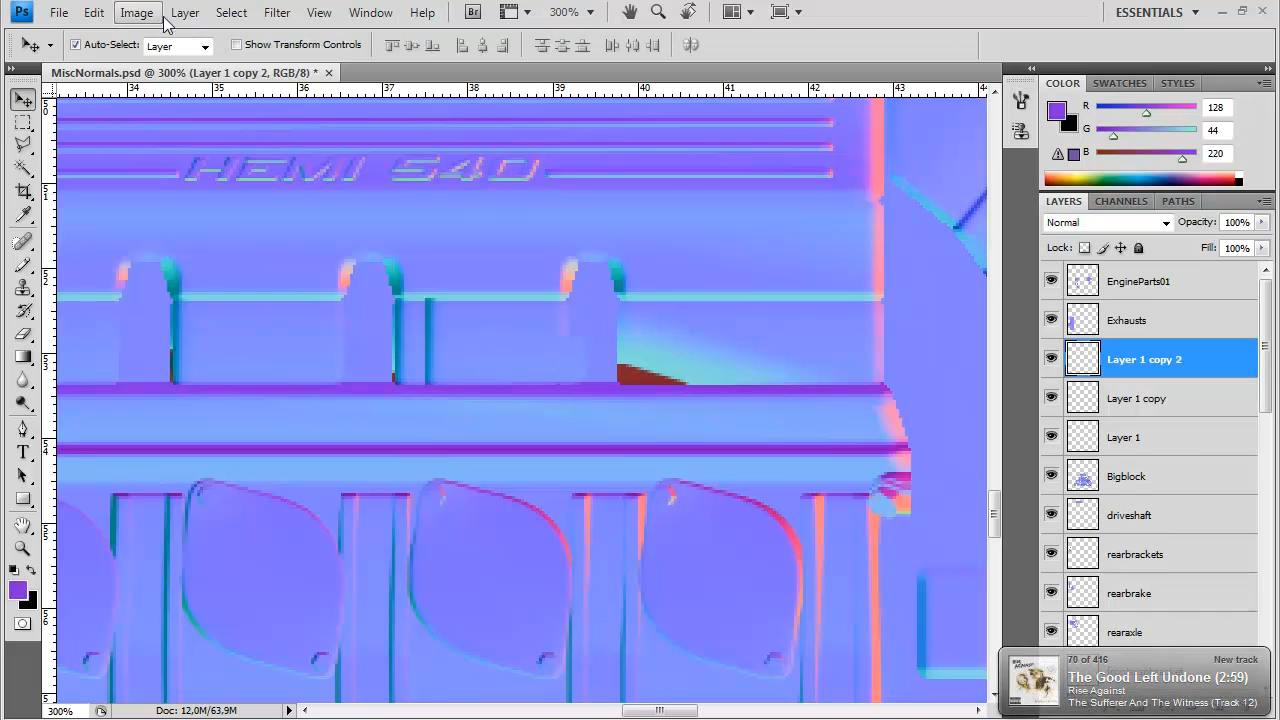 Ps File Edit Image Layer Select Filter View Window Help Br 300% ESSENTIALS
Auto-Select: Layer Show Transform Controls
MiscNormals.psd @ 300% (Layer 1 copy 2, RGB/8) *
COLOR SWATCHES STYLES
34 35 36 37 38 39 40 41 42 43 44
R 128
G 44
B 220
HEMI 540
LAYERS CHANNELS PATHS
Normal Opacity: 100%
Lock: Fill: 100%
EngineParts01
Exhausts
Layer 1 copy 2
Layer 1 copy
Layer 1
Bigblock
driveshaft
rearbrackets
rearbrake
rearaxle
70 of 416 New track
The Good Left Undone (2:59)
Rise Against
The Sufferer And The Witness (Track 12)
300% Doc: 12,0M/63,9M